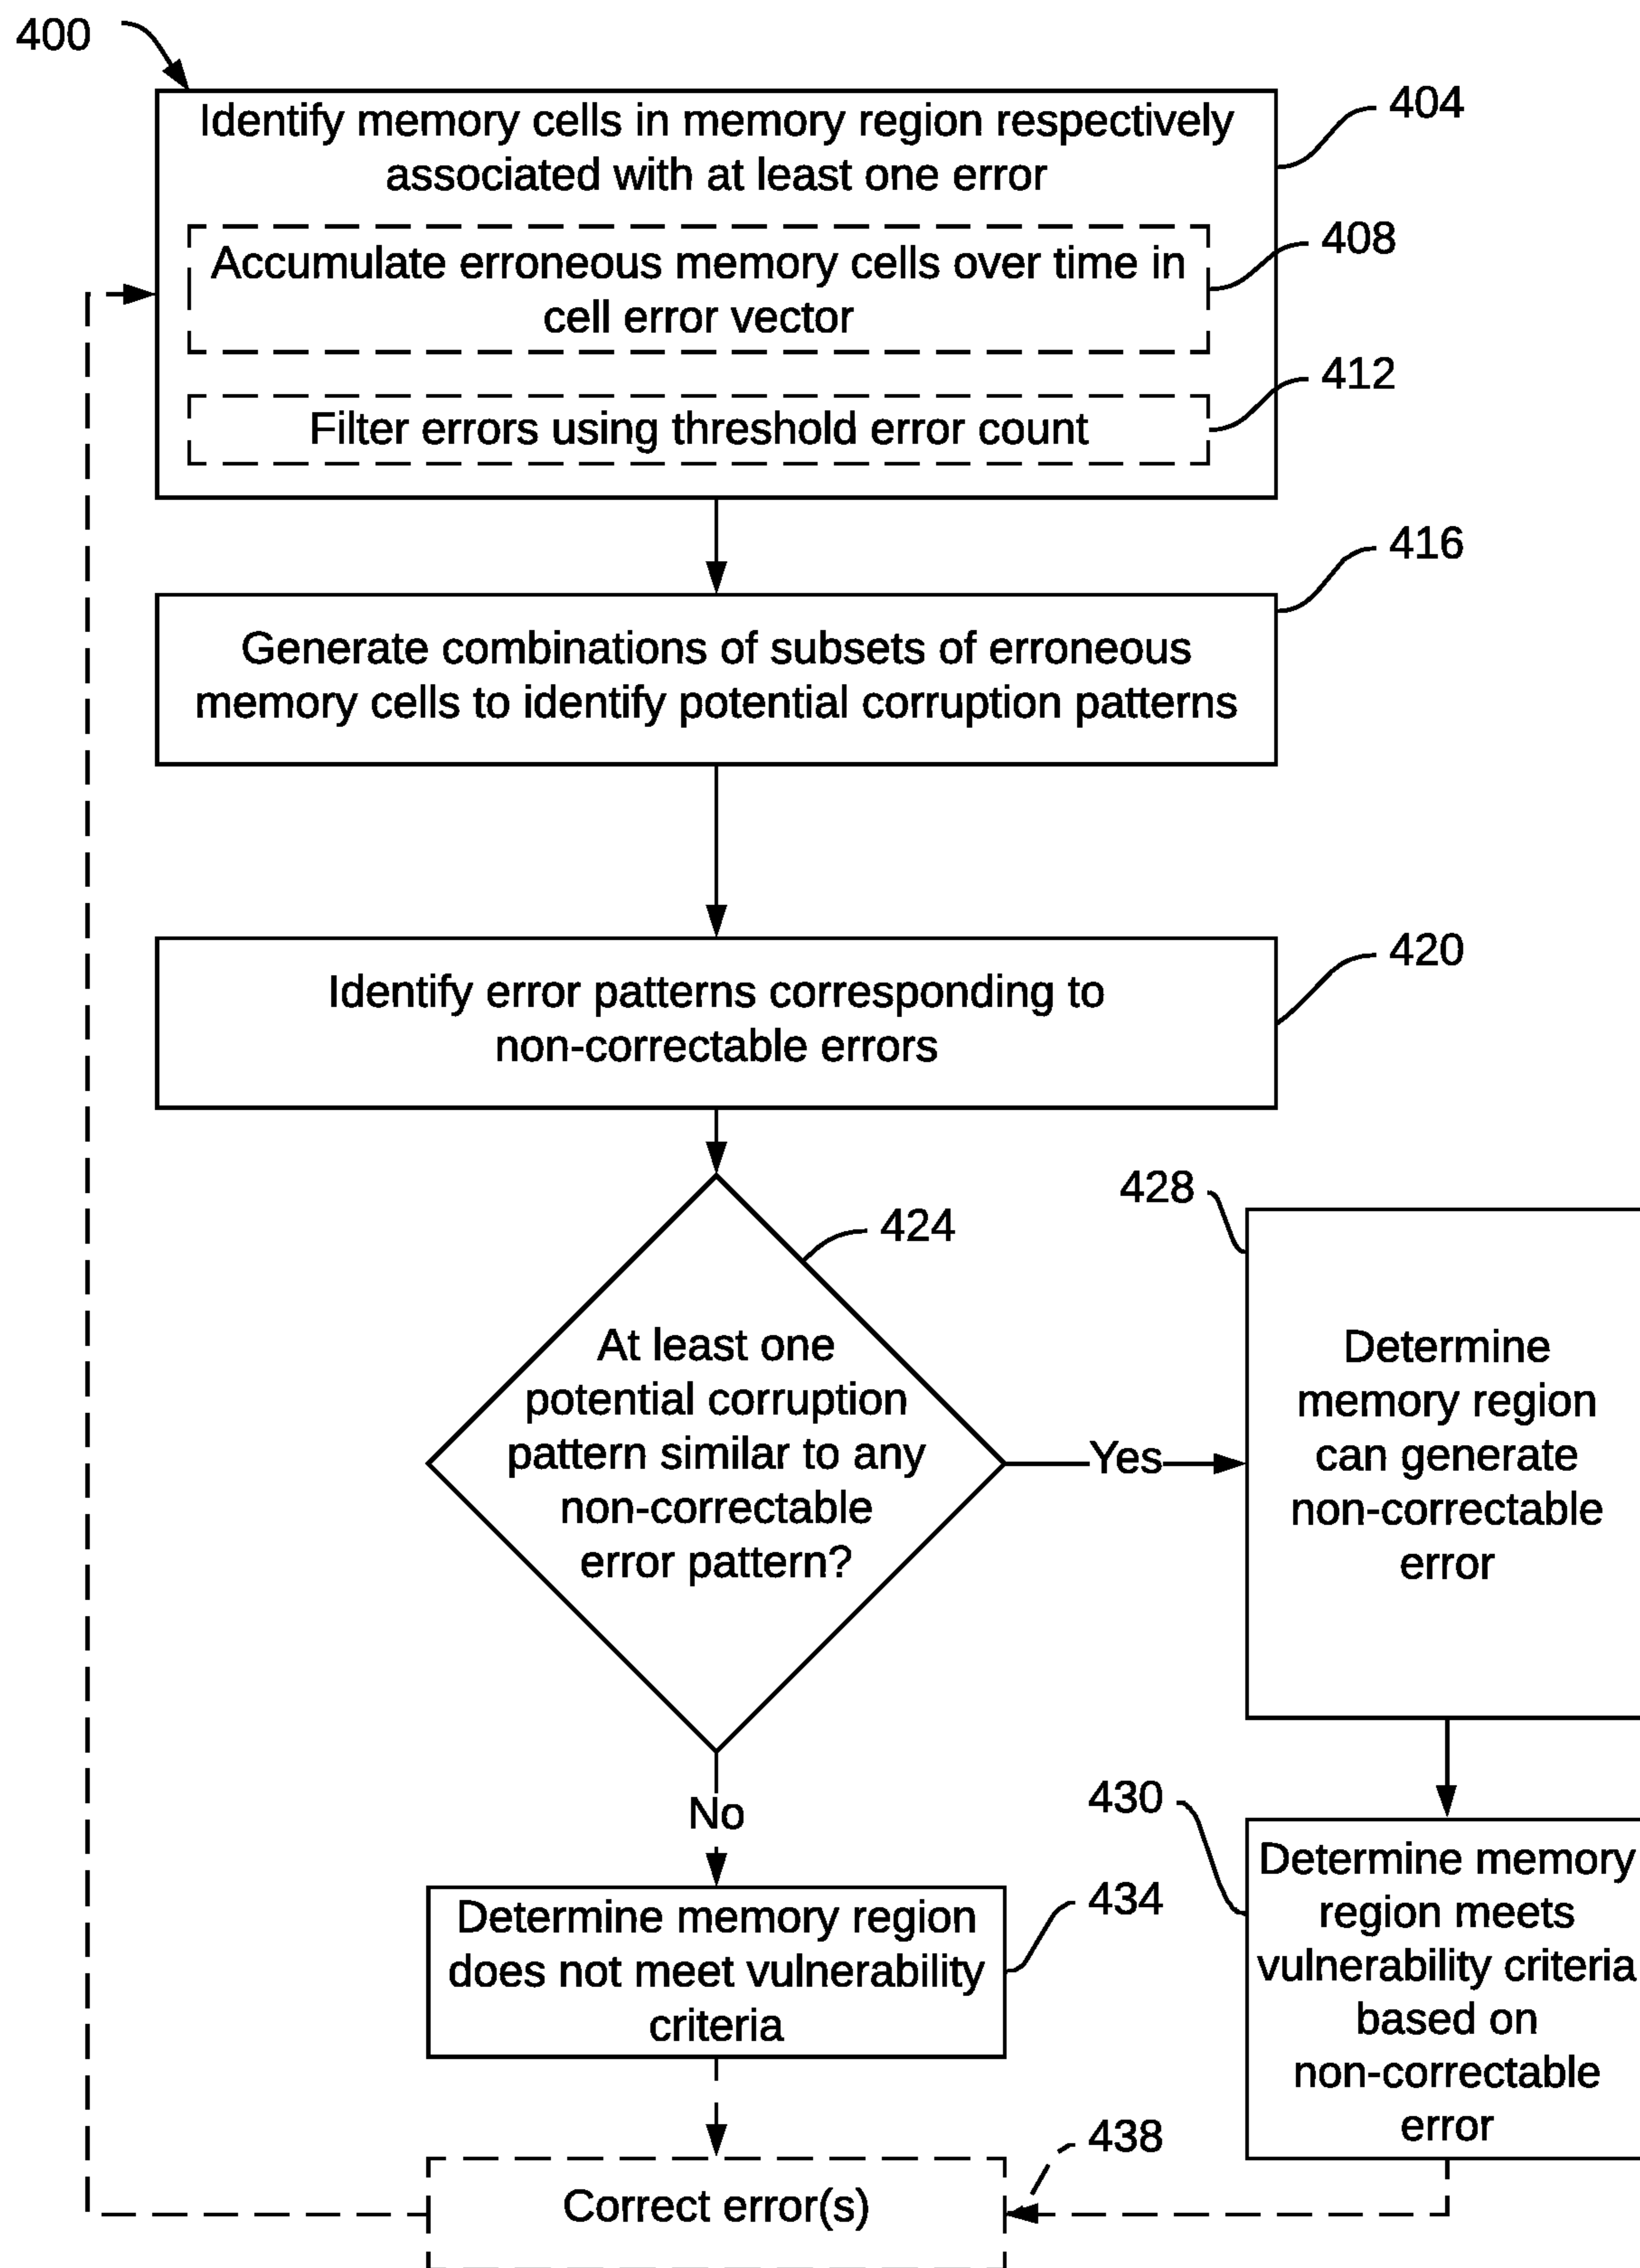 400
Identify memory cells in memory region respectively
associated with at least one error
404
Accumulate erroneous memory cells over time in
cell error vector
408
Filter errors using threshold error count
412
Generate combinations of subsets of erroneous
memory cells to identify potential corruption patterns
416
Identify error patterns corresponding to
non-correctable errors
420
At least one
potential corruption
pattern similar to any
non-correctable
error pattern?
424
Yes
428
Determine
memory region
can generate
non-correctable
error
No
430
Determine memory
region meets
vulnerability criteria
based on
non-correctable
error
Determine memory region
does not meet vulnerability
criteria
434
Correct error(s)
438